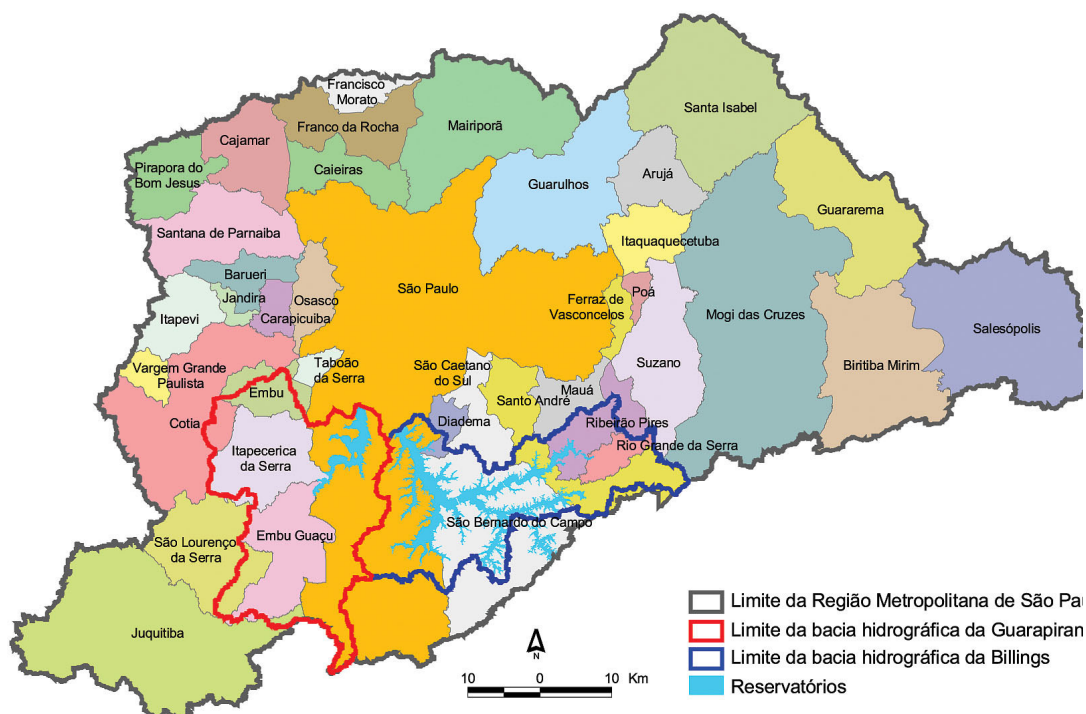 Francisco
Morato
Franco da Rocha
Mairiporã
Santa Isabel
Cajamar
Pirapora do
Bom Jesus
Caieiras
Guarulhos
Arujá
Guararema
Santana de Parnaiba
Itaquaquecetuba
Barueri
Jandira
Carapicuiba
Osasco
São Paulo
Itapevi
Ferraz de
Vasconcelos
Poá
Mogi das Cruzes
Salesópolis
Vargem Grande
Paulista
Taboão
da Serra
São Caetano
do Sul
Suzano
Biritiba Mirim
Embu
Mauá
Santo André
Cotia
Diadema
Ribeirão Pires
Rio Grande da Serra
Itapecerica
da Serra
São Bernardo do Campo
São Lourenço
da Serra
Embu Guaçu
Juquitiba
N
10 0 10 Km
Limite da Região Metropolitana de São Pau
Limite da bacia hidrográfica da Guarapiran
Limite da bacia hidrográfica da Billings
Reservatórios